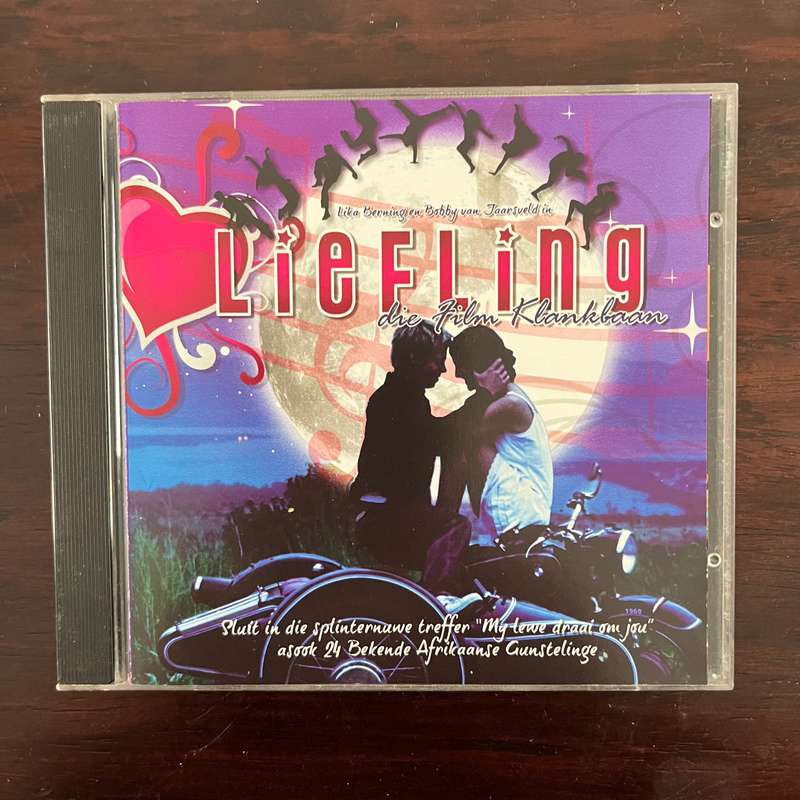 Lika Berning en Bobby van Jaarsveld in
LieFLing
die Film Klankbaan
1960
Sluit in die splinternuwe treffer "My lewe draai om jou"
asook 24 Bekende Afrikaanse Gunstelinge